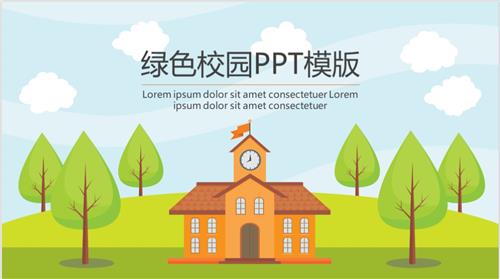 绿色校园PPT模版
Lorem ipsum dolor sit amet consectetuer Lorem
ipsum dolor sit amet consectetuer